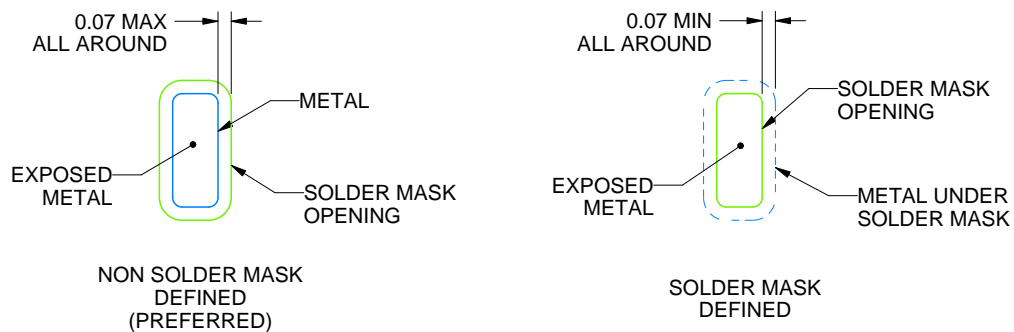 0.07 MAX
ALL AROUND
METAL
EXPOSED
METAL
SOLDER MASK
OPENING
NON SOLDER MASK
DEFINED
(PREFERRED)
0.07 MIN
ALL AROUND
SOLDER MASK
OPENING
EXPOSED
METAL
METAL UNDER
SOLDER MASK
SOLDER MASK
DEFINED